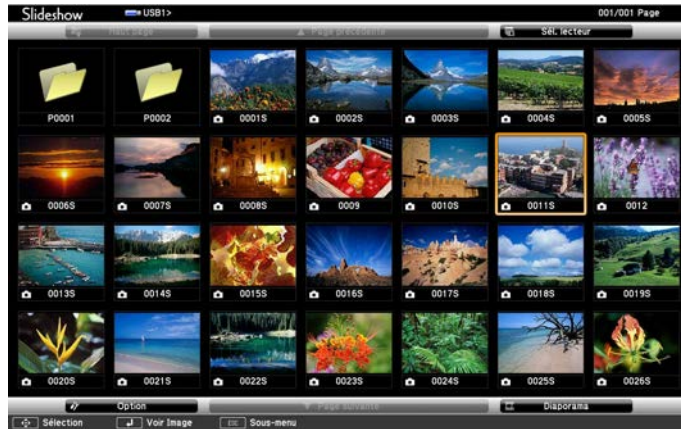 Slideshow USB1> 001/001 Page
Haut page Page précédente Sél. lecteur
P0001 P0002 0001S 0002S 0003S 0004S 0005S
0006S 0007S 0008S 0009 0010S 0011S 0012
0013S 0014S 0015S 0016S 0017S 0018S 0019S
0020S 0021S 0022S 0023S 0024S 0025S 0026S
Option Page suivante Diaporama
Sélection Voir Image Esc Sous-menu